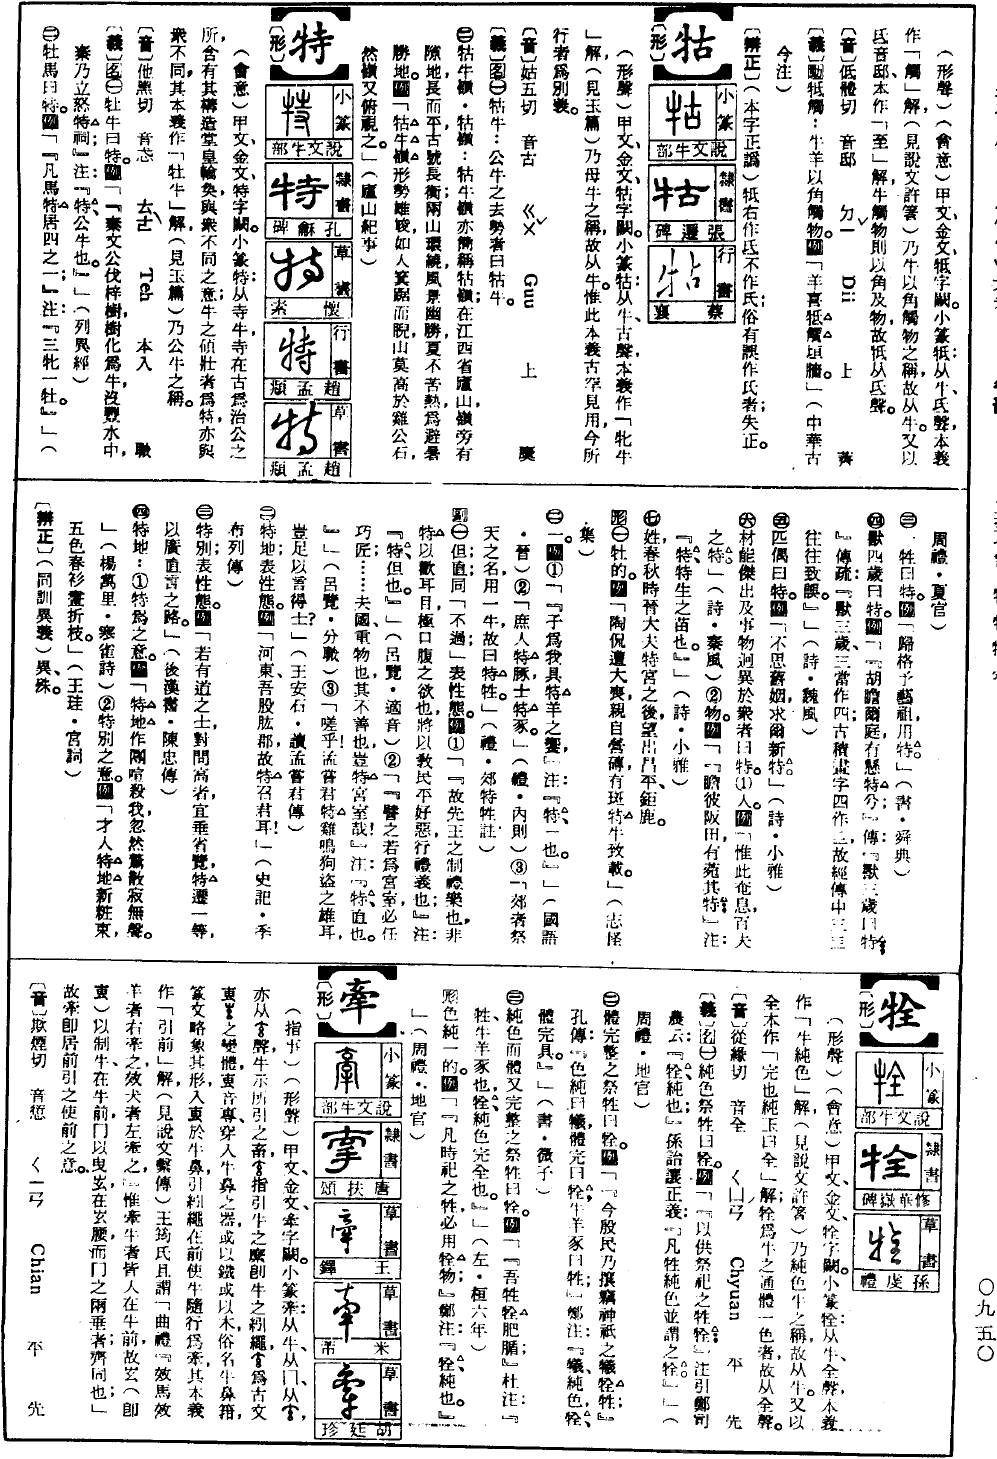 （形聲）（會意）甲文、金文牴字闕。小篆牴：从牛、氐聲，本義
作「觸」解（見說文許箸）乃牛以角觸物之稱，故从牛。又以
氐音邸，本作「至」解，牛觸物則以角及物，故牴从氐聲。
〔音〕低體切　音邸　ㄉㄧˇ　Dii　上　薺
〔義〕動牴觸：牛羊以角觸物。例「羊喜牴觸垣牆」（中華古
今注）
〔辨正〕（本字正譌）牴右作氐，不作氏，俗有誤作氏者；失正。
牯
〔形〕
小篆　說文牛部
隸書　張遷碑
行書　蔡襄
（形聲）甲文、金文牯字闕。小篆牯：从牛、古聲，本義作「牝牛
」解（見玉篇）乃母牛之稱，故从牛。惟此本義古罕見用，今所
行者爲別義。
〔音〕姑五切　音古　ㄍㄨˇ　Guu　上　麌
〔義〕名㊀牯牛：公牛之去勢者曰牯牛。
㊁牯牛嶺・牯嶺：牯牛嶺亦簡稱牯嶺，在江西省廬山，嶺旁有
隙地長而平，古號長衝，兩山環繞，風景幽勝，夏不苦熱，爲避暑
勝地。例「牯牛嶺形勢雄峻，如人箕踞而睨，山莫高於雞公石，
然嶺又俯視之」（廬山紀事）
特
〔形〕
小篆　說文牛部
隸書　孔龢碑
草書　懷素
行書　趙孟頫
草書　趙孟頫
（會意）甲文、金文特字闕。小篆特：从寺牛，寺在古爲治公之
所，含有其構造堂皇輪奐，與衆不同之意；牛之碩壯者爲特，亦與
衆不同，其本義作「牡牛」解（見玉篇）乃公牛之稱。
〔音〕他黑切　音忒　ㄊㄜˋ　Teh　本入　職
〔義〕名㊀牡牛曰特。例「『秦文公伐梓樹，樹化爲牛，沒豐水中，
秦乃立怒特祠』注：『特，公牛也。』」（列異經）
㊁牡馬曰特。例「『凡馬，特居四之一』注：『三牝一牡。』」（
周禮・夏官）
㊂一牲曰特。例「歸格于藝祖，用特。」（書・舜典）
㊃獸四歲曰特。例「『胡瞻爾庭有懸特兮』傳：『獸三歲曰特
』傳疏：『獸三歲，三當作四，古積畫字四作亖，故經傳中三亖
往往致誤。』」（詩・魏風）
㊄匹偶曰特。例「不思舊姻，求爾新特。」（詩・小雅）
㊅材能傑出及事物迥異於衆者曰特。①人。例「惟此奄息，百夫
之特。」（詩・秦風）②物。例「『瞻彼阪田，有菀其特』注：
『特，特生之苗也。』」（詩・小雅）
㊆姓，春秋時晉大夫特宮之後，望出昌平、鉅鹿。
形㊀牡的。例「陶侃遭大喪，親自營磚，有斑特牛致載。」（志怪
集）
㊁一。例①「『子爲我具特羊之饗』注：『特，一也。』」（國語
・晉）②「庶人特豚，士特豕。」（禮・內則）③「郊者祭
天之名，用一牛，故曰特牲。」（禮・郊特牲註）
副㊀但；直，同「不過」表性態。例①「『故先王之制禮樂也，非
特以歡耳目極口腹之欲也，將以教民平好惡行禮義也』注：
『特，但也。』」（呂覽・適音）②「『譬之若爲宮室必任
巧匠……夫國重物也，其不善也，豈特宮室哉！』注：『特，直也。
』」（呂覽・分職）③「嗟乎！孟嘗君特雞鳴狗盜之雄耳，
豈足以言得士？」（王安石・讀孟嘗君傳）
㊁特地，表性態。例「河東，吾股肱郡，故特召君耳！」（史記・季
布列傳）
㊂特別，表性態。例「若有道之士，對問高者，宜垂省覽，特遷一等，
以廣直言之路。」（後漢書・陳忠傳）
㊃特地：①特爲之意。例「特地作團喧殺我，忽然驚散寂無聲。
」（楊萬里・寒雀詩）②特別之意。例「才人特地新粧束，
五色春衫畫折枝。」（王珪・宮詞）
〔辨正〕（同訓異義）異、殊。
牷
〔形〕
小篆　說文牛部
隸書　修華嶽碑
草書　孫虔禮
（形聲）（會意）甲文、金文牷字闕。小篆牷：从牛、全聲，本義
作「牛純色」解（見說文許箸）乃純色牛之稱，故从牛。又以
全本作「完也，純玉曰全」解，牷爲牛之通體一色者，故从全聲。
〔音〕從緣切　音全　ㄑㄩㄢˊ　Chyuan　平　先
〔義〕名㊀純色祭牲曰牷。例「『以供祭祀之牲牷』注引鄭司
農云：『牷，純也』孫詒讓正義：『凡牲純色並謂之牷。』」（
周禮・地官）
㊁體完整之祭牲曰牷。例「『今殷民乃攘竊神祇之犧牷牲』
孔傳：『色純曰犧，體完曰牷，牛羊豕曰牲』鄭注：『犧，純色，牷，
體完具。』」（書・微子）
㊂純色而體又完整之祭牲曰牷。例「『吾牲牷肥腯』杜注：『
牲，牛羊豕也，牷，純色完全也。』」（左・桓六年）
形色純一的。例「『凡時祀之牲，必用牷物』鄭注：『牷，純也。』
」（周禮・地官）
牽
〔形〕
小篆　說文牛部
隸書　唐扶頌
草書　王鐸
草書　米芾
草書　胡廷珍
（指事）（形聲）甲文、金文牽字闕。小篆牽：从牛、从冂、从玄，
亦从玄聲，牛示所引之畜，玄指引牛之縻，卽牛之紖繩，玄爲古文
篆文略象其形，入叀於牛鼻，引紖繩在前，使牛隨行爲牽，其本義
作「引前」解（見說文繫傳）王筠氏且謂「曲禮『效馬效
羊者右牽之，效犬者左牽之』惟牽牛者皆人在牛前，故玄（卽
叀）以制牛在牛前，冂以曳玄在玄腰，而冂之兩垂者齊同也」
故牽卽居前引之使前之意。
〔音〕欺煙切　音愆　ㄑㄧㄢ　Chian　平　先
○九五○